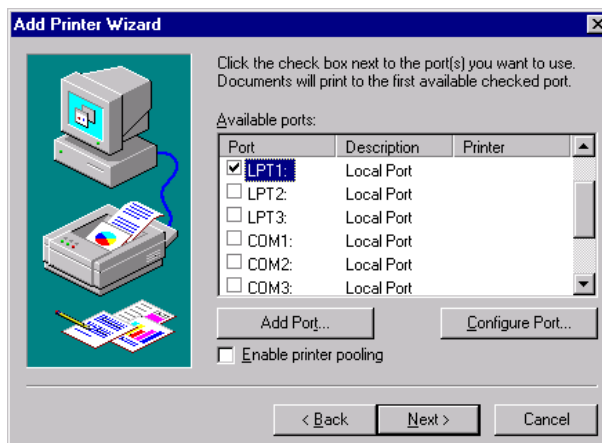 Add Printer Wizard
Click the check box next to the port(s) you want to use.
Documents will print to the first available checked port.
Available ports:
Port Description Printer
LPT1: Local Port
LPT2: Local Port
LPT3: Local Port
COM1: Local Port
COM2: Local Port
COM3: Local Port
Add Port... Configure Port...
Enable printer pooling
< Back Next > Cancel